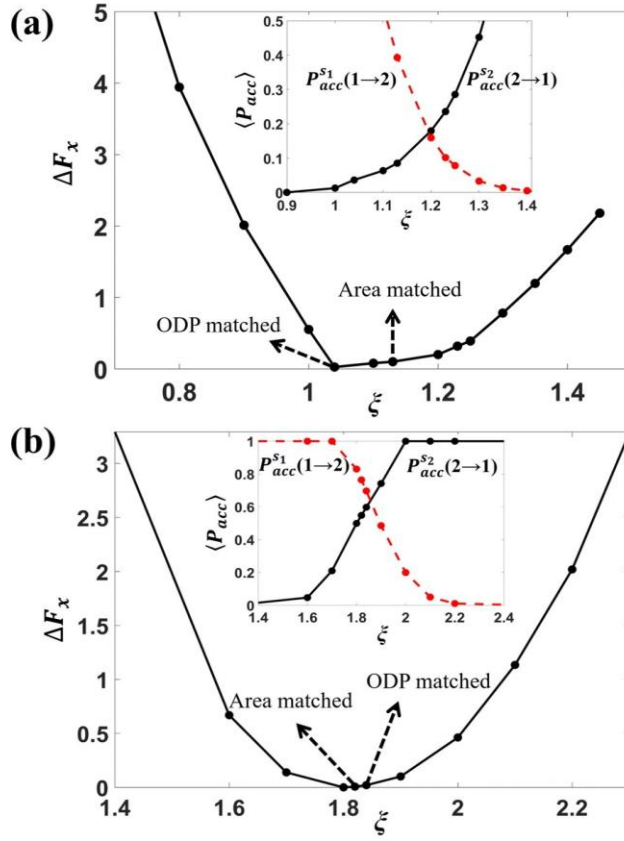 (a)
5
4
3
2
1
0
ΔF_x
0.8
1
1.2
1.4
ξ
ODP matched
Area matched
0.5
0.4
0.3
0.2
0.1
0
⟨P_acc⟩
0.9
1
1.1
1.2
1.3
1.4
ξ
P_acc^{s_1}(1→2)
P_acc^{s_2}(2→1)
(b)
3
2.5
2
1.5
1
0.5
0
ΔF_x
1.4
1.6
1.8
2
2.2
ξ
Area matched
ODP matched
1
0.8
0.6
0.4
0.2
0
⟨P_acc⟩
1.4
1.6
1.8
2
2.2
2.4
ξ
P_acc^{s_1}(1→2)
P_acc^{s_2}(2→1)